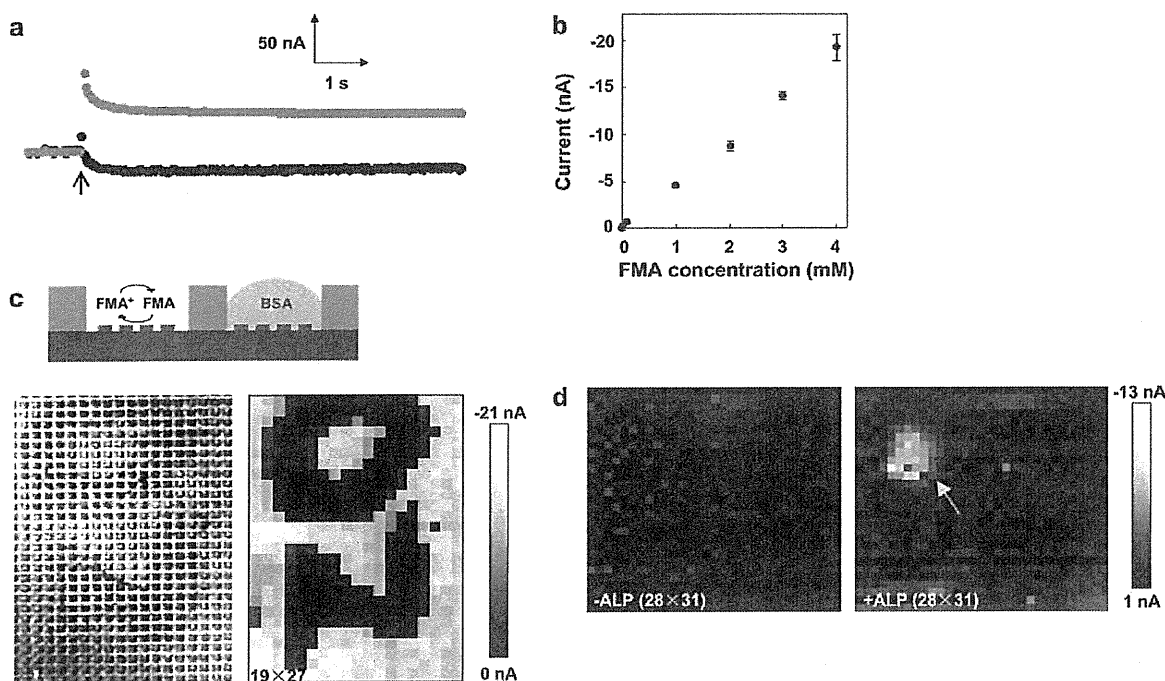 a
50 nA
1 s
b
-20
-15
-10
-5
0
Current (nA)
0 1 2 3 4
FMA concentration (mM)
c
FMA⁺ FMA
BSA
-21 nA
0 nA
19×27
d
-ALP (28×31)
+ALP (28×31)
-13 nA
1 nA